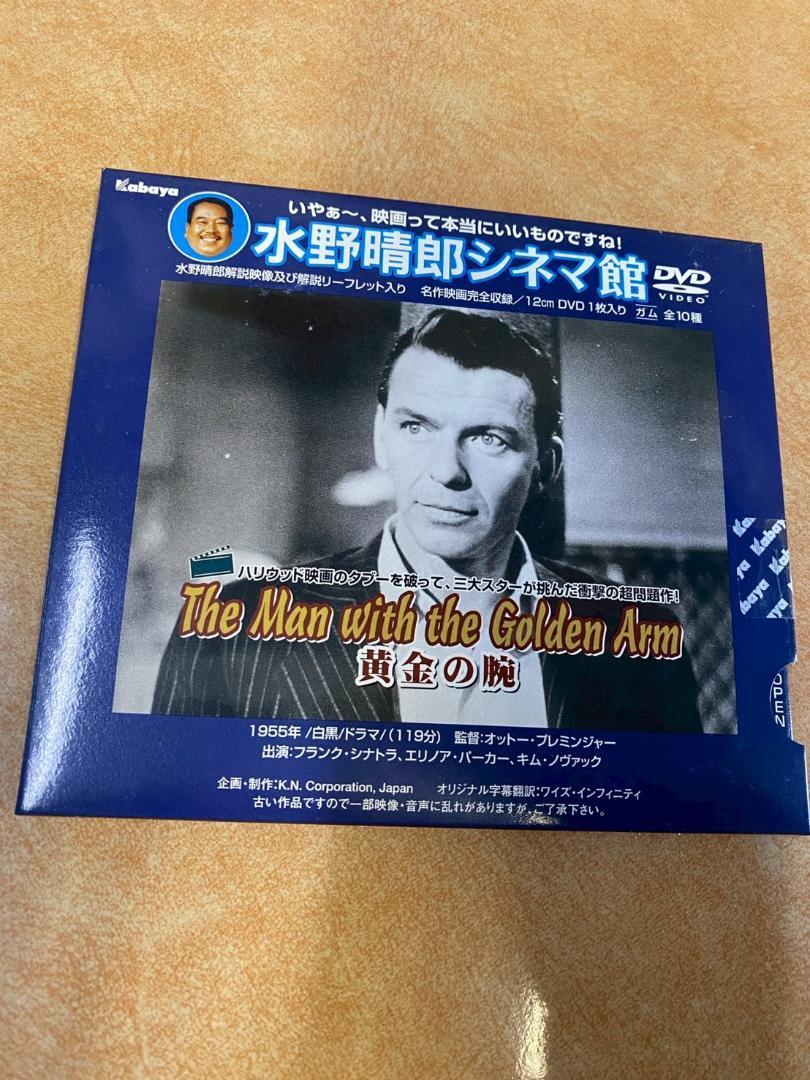 Kabaya
いやぁ~、映画って本当にいいものですね!
水野晴郎シネマ館
DVD
VIDEO
水野晴郎解説映像及び解説リーフレット入り 名作映画完全収録/12cm DVD 1枚入り ガム 全10種
ハリウッド映画のタブーを破って、三大スターが挑んだ衝撃の超問題作!
The Man with the Golden Arm
黄金の腕
Kabaya
OPEN
1955年 /白黒/ドラマ/(119分) 監督:オットー・プレミンジャー
出演:フランク・シナトラ、エリノア・パーカー、キム・ノヴァック
企画・制作:K.N. Corporation, Japan オリジナル字幕翻訳:ワイズ・インフィニティ
古い作品ですので一部映像・音声に乱れがありますが、ご了承下さい。